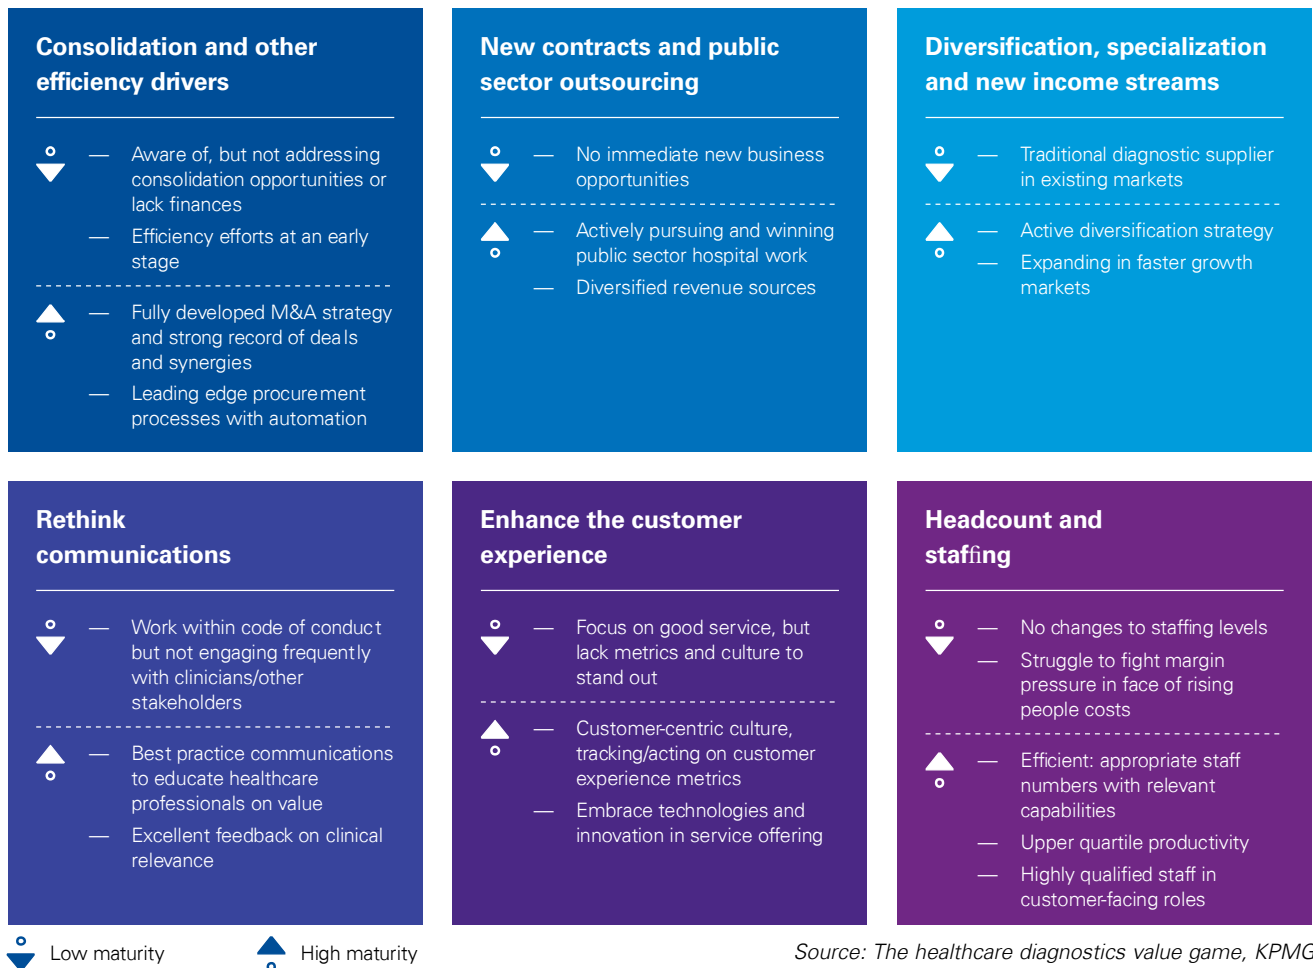 Consolidation and other
efficiency drivers
— Aware of, but not addressing
consolidation opportunities or
lack finances
— Efficiency efforts at an early
stage
— Fully developed M&A strategy
and strong record of deals
and synergies
— Leading edge procurement
processes with automation
New contracts and public
sector outsourcing
— No immediate new business
opportunities
— Actively pursuing and winning
public sector hospital work
— Diversified revenue sources
Diversification, specialization
and new income streams
— Traditional diagnostic supplier
in existing markets
— Active diversification strategy
— Expanding in faster growth
markets
Rethink
communications
— Work within code of conduct
but not engaging frequently
with clinicians/other
stakeholders
— Best practice communications
to educate healthcare
professionals on value
— Excellent feedback on clinical
relevance
Enhance the customer
experience
— Focus on good service, but
lack metrics and culture to
stand out
— Customer-centric culture,
tracking/acting on customer
experience metrics
— Embrace technologies and
innovation in service offering
Headcount and
staffing
— No changes to staffing levels
— Struggle to fight margin
pressure in face of rising
people costs
— Efficient: appropriate staff
numbers with relevant
capabilities
— Upper quartile productivity
— Highly qualified staff in
customer-facing roles
Low maturity
High maturity
Source: The healthcare diagnostics value game, KPMG